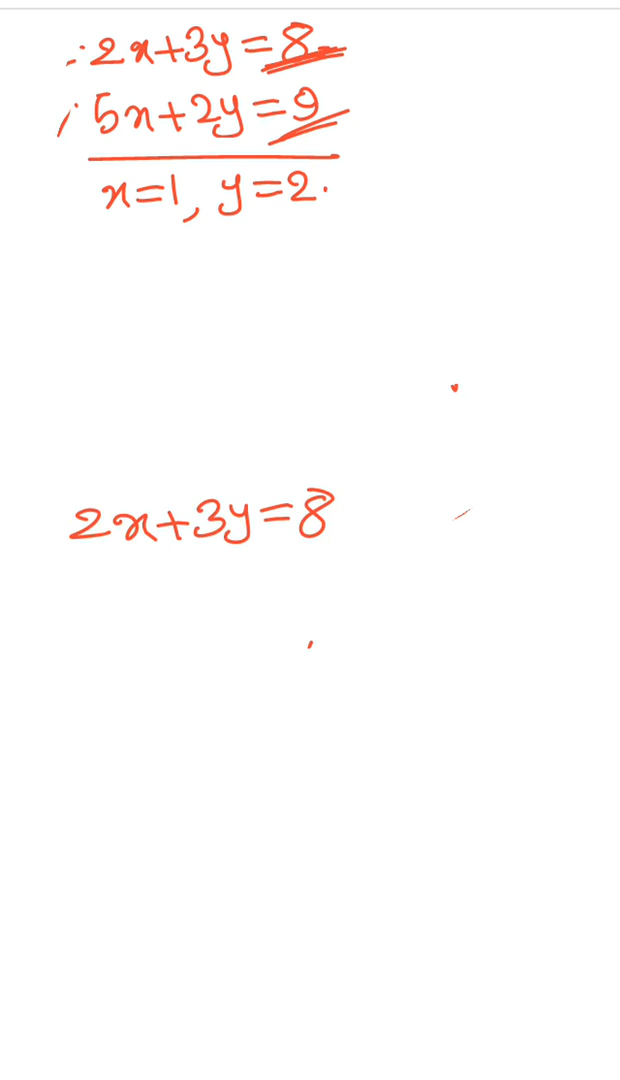 2x+3y=8
5x+2y=9
x=1, y=2.
2x+3y=8